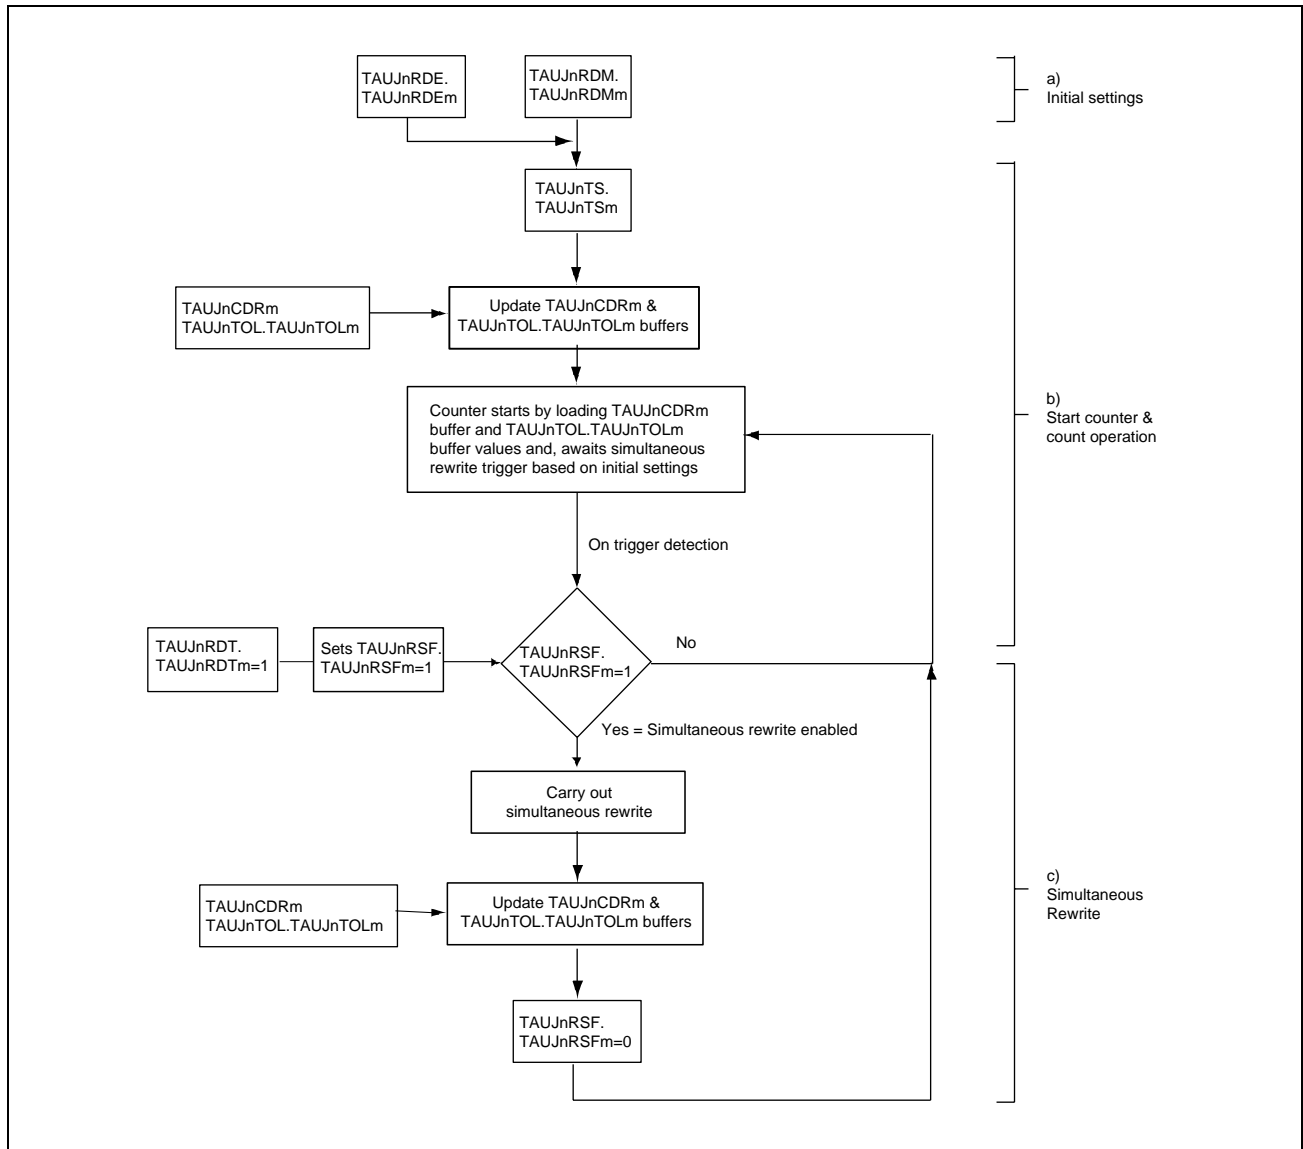 TAUJnRDE.
TAUJnRDEm
TAUJnRDM.
TAUJnRDMm
a)
Initial settings
TAUJnTS.
TAUJnTSm
TAUJnCDRm
TAUJnTOL.TAUJnTOLm
Update TAUJnCDRm &
TAUJnTOL.TAUJnTOLm buffers
Counter starts by loading TAUJnCDRm
buffer and TAUJnTOL.TAUJnTOLm
buffer values and, awaits simultaneous
rewrite trigger based on initial settings
b)
Start counter &
count operation
On trigger detection
TAUJnRDT.
TAUJnRDTm=1
Sets TAUJnRSF.
TAUJnRSFm=1
TAUJnRSF.
TAUJnRSFm=1
No
Yes = Simultaneous rewrite enabled
Carry out
simultaneous rewrite
TAUJnCDRm
TAUJnTOL.TAUJnTOLm
Update TAUJnCDRm &
TAUJnTOL.TAUJnTOLm buffers
c)
Simultaneous
Rewrite
TAUJnRSF.
TAUJnRSFm=0